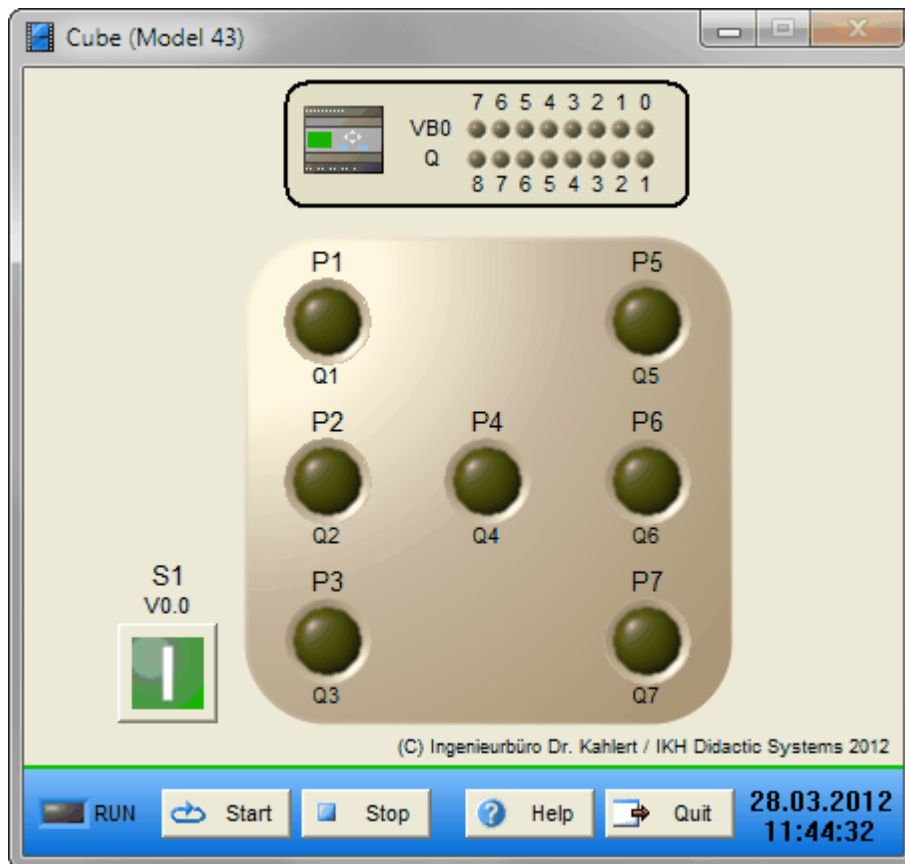 Cube (Model 43)
7 6 5 4 3 2 1 0
VB0
Q
8 7 6 5 4 3 2 1
P1 P5
Q1 Q5
P2 P4 P6
Q2 Q4 Q6
S1 P3 P7
V0.0
Q3 Q7
(C) Ingenieurbüro Dr. Kahlert / IKH Didactic Systems 2012
RUN Start Stop Help Quit 28.03.2012
11:44:32